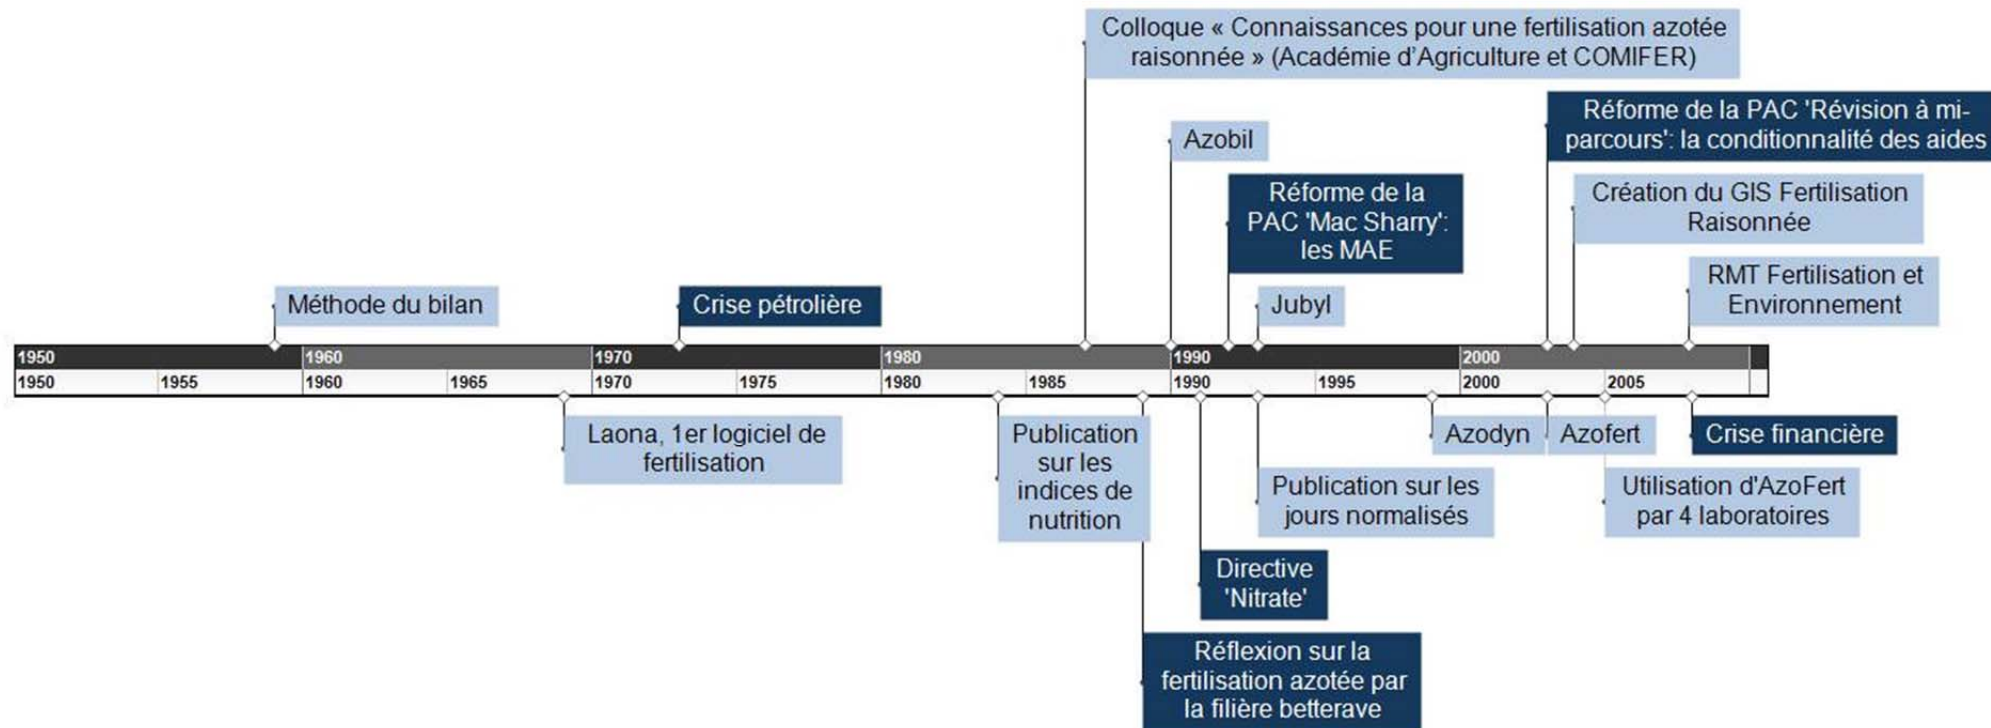 Colloque « Connaissances pour une fertilisation azotée
raisonnée » (Académie d'Agriculture et COMIFER)
Réforme de la PAC 'Révision à mi-
parcours': la conditionnalité des aides
Azobil
Réforme de la
PAC 'Mac Sharry':
les MAE
Création du GIS Fertilisation
Raisonnée
RMT Fertilisation et
Environnement
Méthode du bilan
Crise pétrolière
Jubyl
1950 1960 1970 1980 1990 2000
1950 1955 1960 1965 1970 1975 1980 1985 1990 1995 2000 2005
Laona, 1er logiciel de
fertilisation
Publication
sur les
indices de
nutrition
Azodyn
Azofert
Crise financière
Publication sur les
jours normalisés
Utilisation d'AzoFert
par 4 laboratoires
Directive
'Nitrate'
Réflexion sur la
fertilisation azotée par
la filière betterave